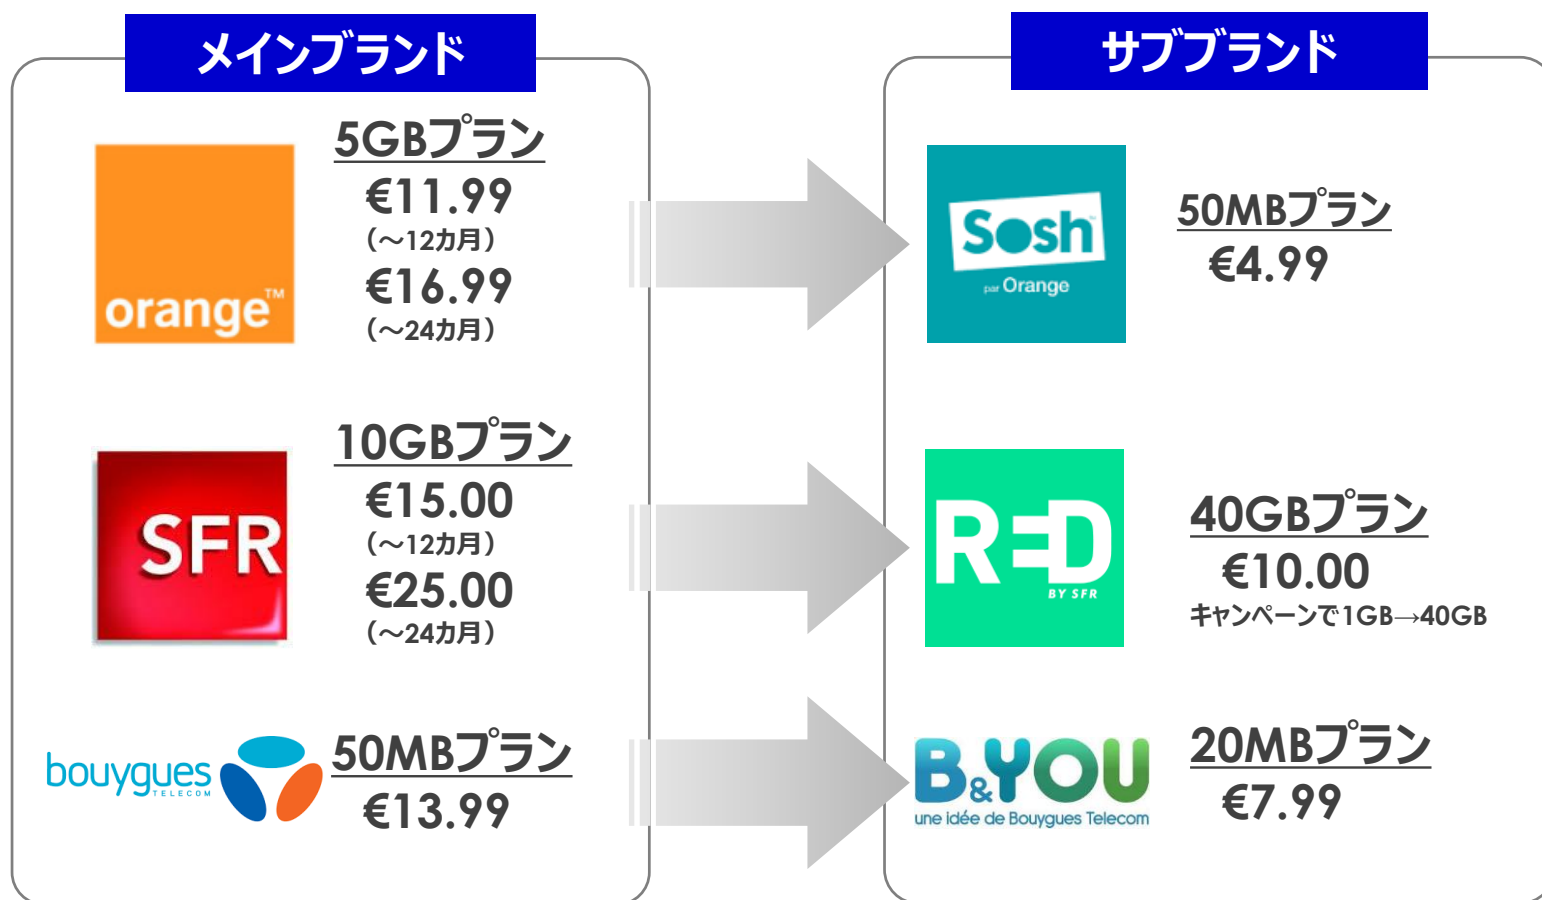 メインブランド
サブブランド
orange™
5GBプラン
€11.99
（～12カ月）
€16.99
（～24カ月）
Sosh™
par Orange
50MBプラン
€4.99
SFR
10GBプラン
€15.00
（～12カ月）
€25.00
（～24カ月）
RED
BY SFR
40GBプラン
€10.00
キャンペーンで1GB→40GB
bouygues
TELECOM
50MBプラン
€13.99
B&YOU
une idée de Bouygues Telecom
20MBプラン
€7.99